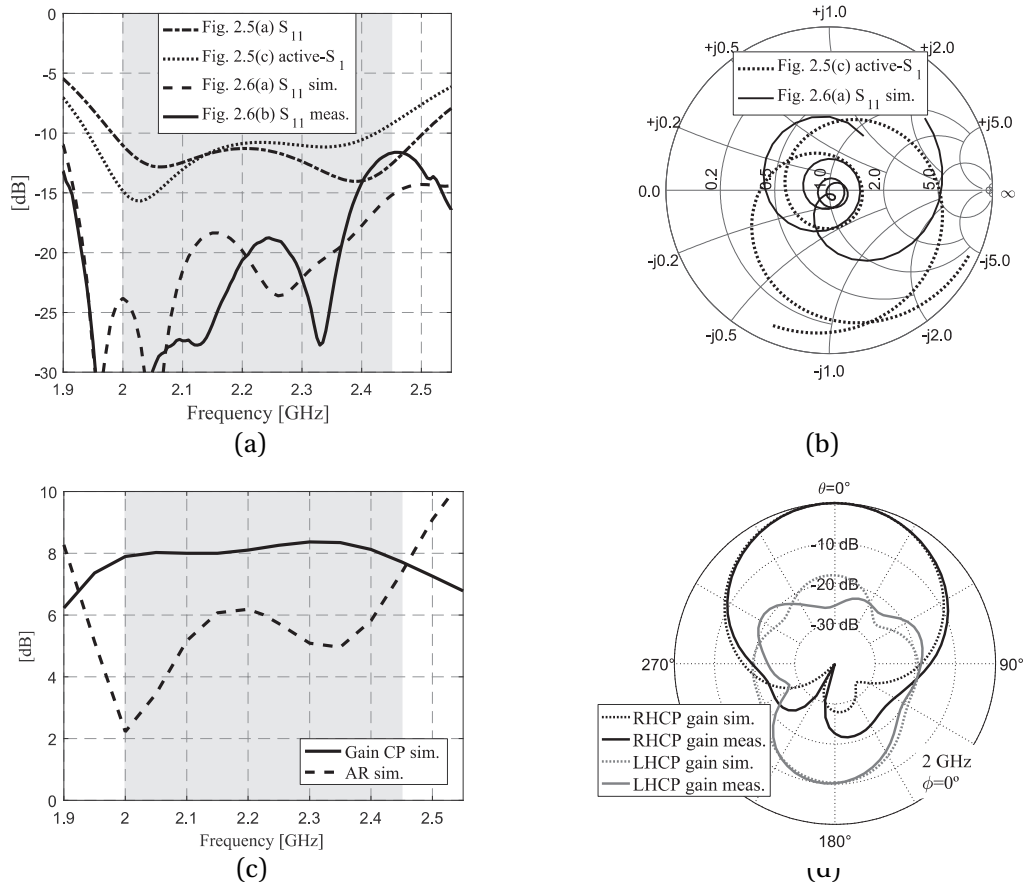 0
-5
-10
-15
-20
-25
-30
[dB]
1.9 2 2.1 2.2 2.3 2.4 2.5
Frequency [GHz]
Fig. 2.5(a) S11
Fig. 2.5(c) active-S1
Fig. 2.6(a) S11 sim.
Fig. 2.6(b) S11 meas.
(a)
+j1.0
+j0.5 +j2.0
Fig. 2.5(c) active-S1
Fig. 2.6(a) S11 sim.
+j0.2 +j5.0
0.0 0.2 0.5 1.0 2.0 5.0 ∞
-j0.2 -j5.0
-j0.5 -j2.0
-j1.0
(b)
10
8
6
4
2
0
[dB]
1.9 2 2.1 2.2 2.3 2.4 2.5
Frequency [GHz]
Gain CP sim.
AR sim.
(c)
θ=0°
-10 dB
-20 dB
-30 dB
270° 90°
RHCP gain sim.
RHCP gain meas.
LHCP gain sim.
LHCP gain meas.
2 GHz
ϕ=0º
180°
(d)